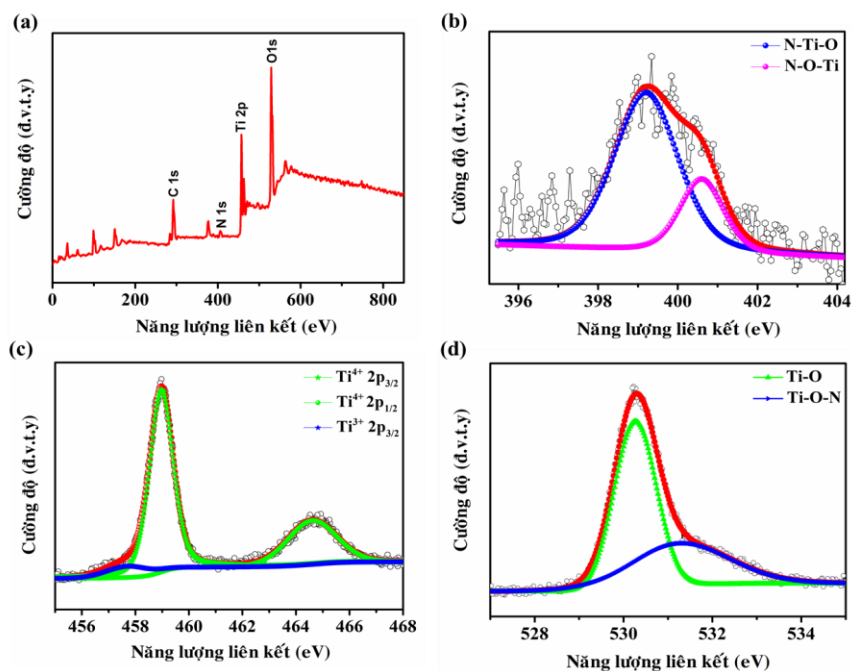 (a)
Cường độ (đ.v.t.y)
C 1s
N 1s
Ti 2p
O1s
0 200 400 600 800
Năng lượng liên kết (eV)
(b)
Cường độ (đ.v.t.y)
N-Ti-O
N-O-Ti
396 398 400 402 404
Năng lượng liên kết (eV)
(c)
Cường độ (đ.v.t.y)
Ti⁴⁺ 2p₃/₂
Ti⁴⁺ 2p₁/₂
Ti³⁺ 2p₃/₂
456 458 460 462 464 466 468
Năng lượng liên kết (eV)
(d)
Cường độ (đ.v.t.y)
Ti-O
Ti-O-N
528 530 532 534
Năng lượng liên kết (eV)